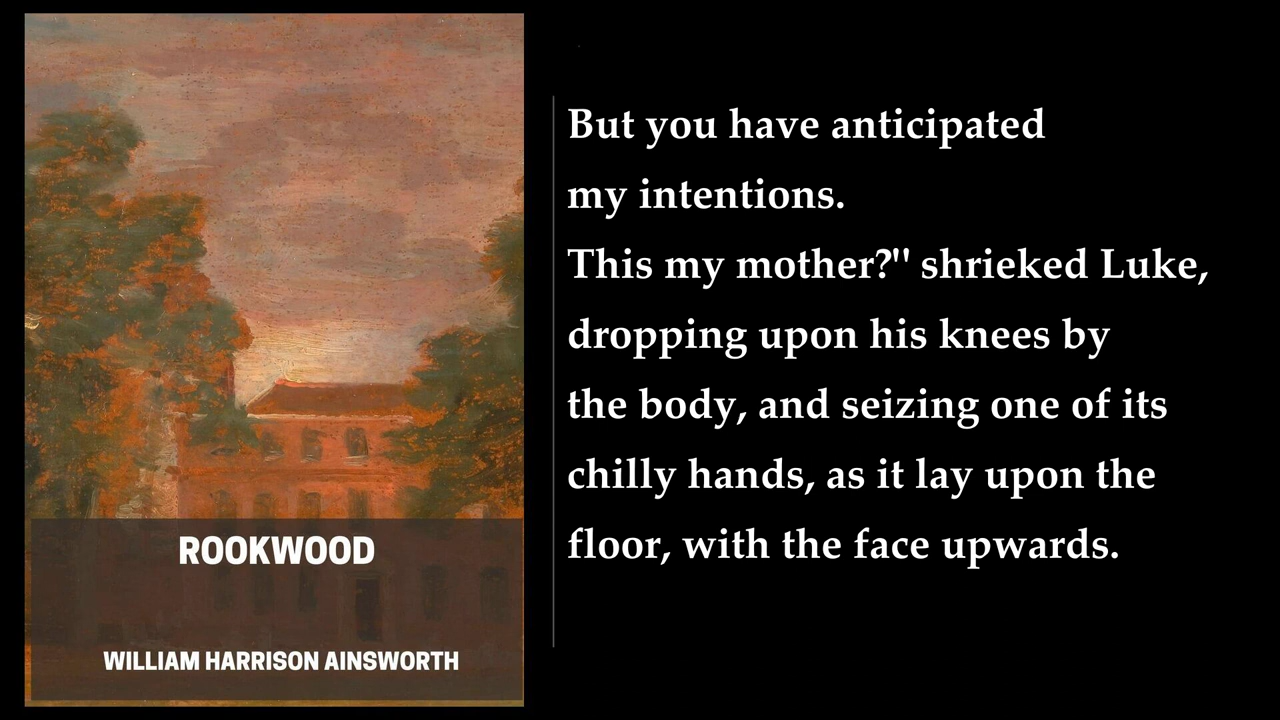 ROOKWOOD
WILLIAM HARRISON AINSWORTH
But you have anticipated
my intentions.
This my mother?" shrieked Luke,
dropping upon his knees by
the body, and seizing one of its
chilly hands, as it lay upon the
floor, with the face upwards.